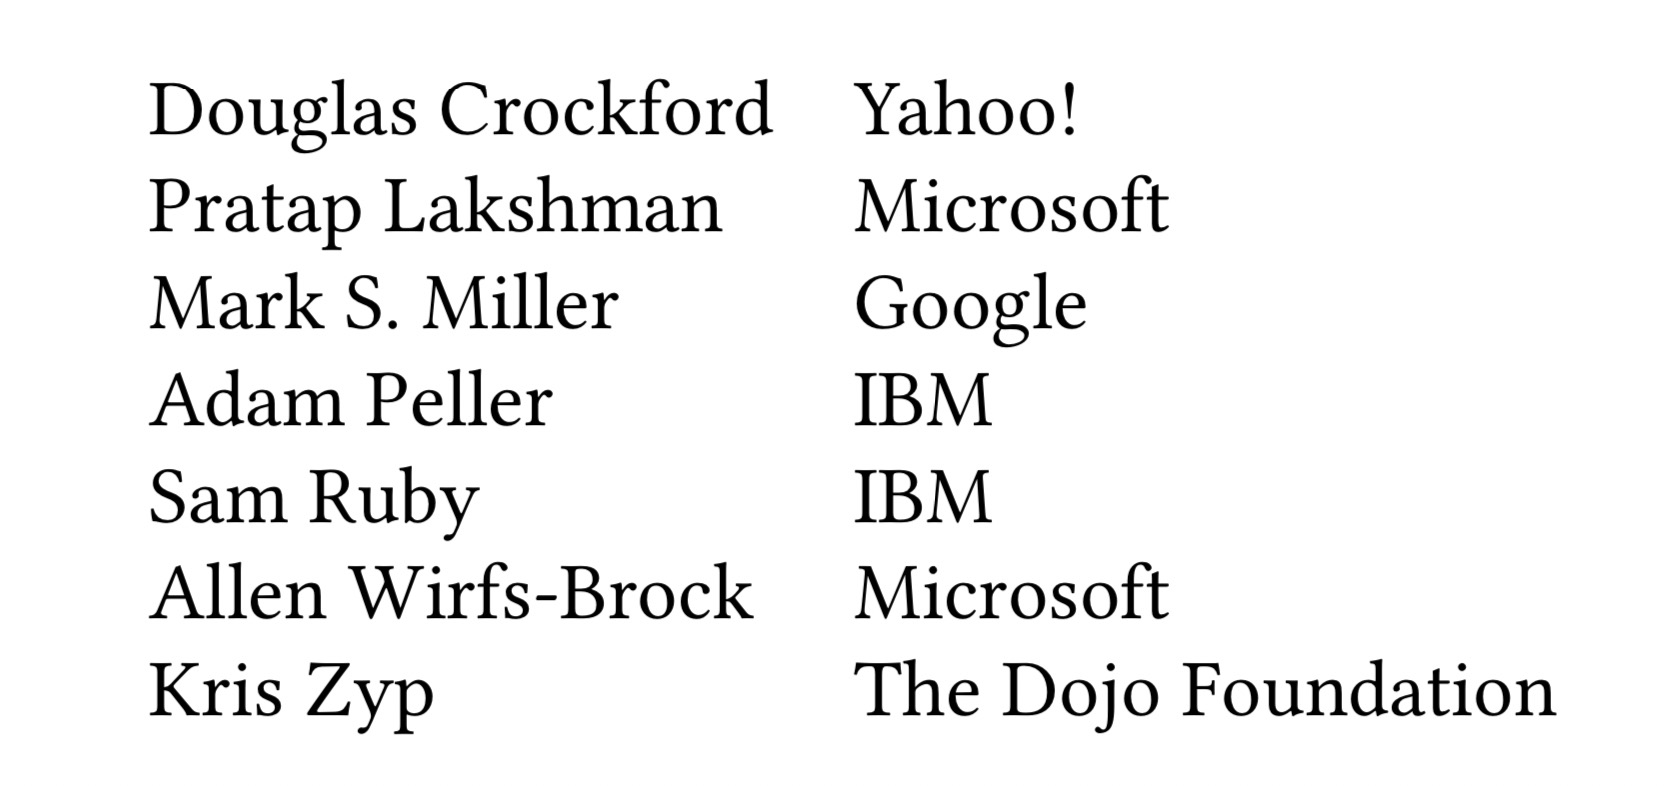 Douglas Crockford Yahoo!
Pratap Lakshman Microsoft
Mark S. Miller Google
Adam Peller IBM
Sam Ruby IBM
Allen Wirfs-Brock Microsoft
Kris Zyp The Dojo Foundation